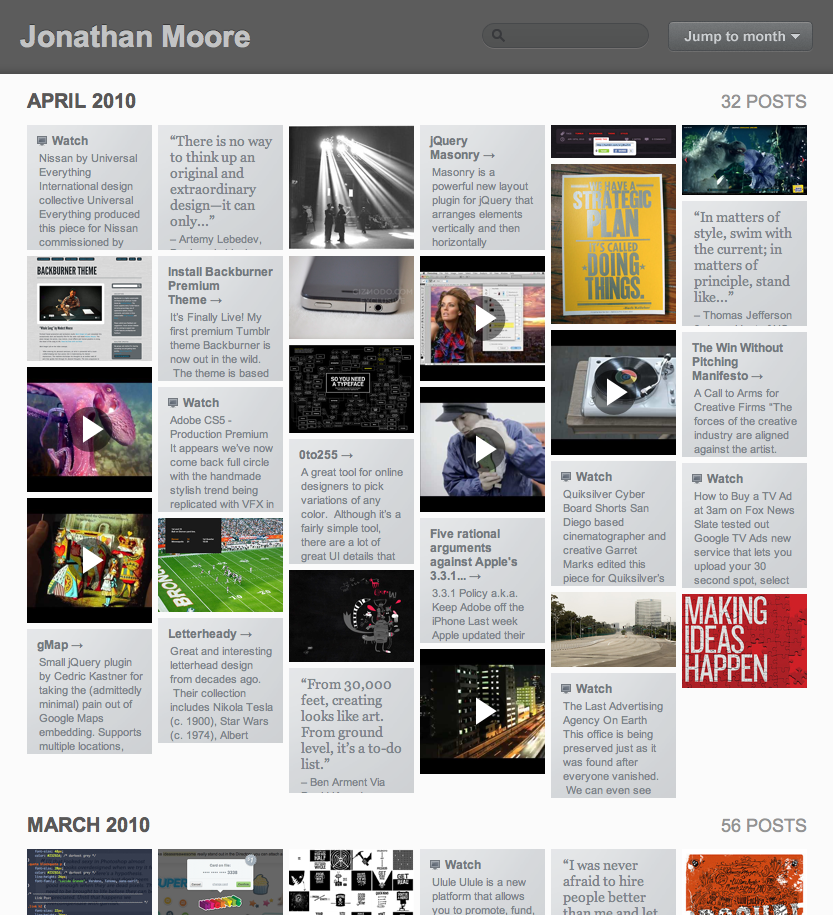 Jonathan Moore
Jump to month
APRIL 2010
32 POSTS
Watch
Nissan by Universal
Everything
International design
collective Universal
Everything produced
this piece for Nissan
commissioned by
BACKBURNER THEME
gMap →
Small jQuery plugin
by Cedric Kastner for
taking the (admittedly
minimal) pain out of
Google Maps
embedding. Supports
multiple locations,
“There is no way
to think up an
original and
extraordinary
design—it can
only...”
– Artemy Lebedev,
Install Backburner
Premium
Theme →
It's Finally Live! My
first premium Tumblr
theme Backburner is
now out in the wild.
The theme is based
Watch
Adobe CS5 -
Production Premium
It appears we've now
come back full circle
with the handmade
stylish trend being
replicated with VFX in
BRONCO
Letterheady →
Great and interesting
letterhead design
from decades ago.
Their collection
includes Nikola Tesla
(c. 1900), Star Wars
(c. 1974), Albert
GIZMODO.COM
SO YOU NEED
A TYPEFACE
0to255 →
A great tool for online
designers to pick
variations of any
color. Although it's a
fairly simple tool,
there are a lot of
great UI details that
“From 30,000
feet, creating
looks like art.
From ground
level, it's a to-do
list.”
– Ben Arment Via
jQuery
Masonry →
Masonry is a
powerful new layout
plugin for jQuery that
arranges elements
vertically and then
horizontally
Five rational
arguments
against Apple's
3.3.1... →
3.3.1 Policy a.k.a.
Keep Adobe off the
iPhone Last week
Apple updated their
WE HAVE A
STRATEGIC
PLAN
IT'S CALLED
DOING
THINGS.
Watch
Quiksilver Cyber
Board Shorts San
Diego based
cinematographer and
creative Garret
Marks edited this
piece for Quiksilver's
Watch
The Last Advertising
Agency On Earth
This office is being
preserved just as it
was found after
everyone vanished.
We can even see
“In matters of
style, swim with
the current; in
matters of
principle, stand
like...”
– Thomas Jefferson
The Win Without
Pitching
Manifesto →
A Call to Arms for
Creative Firms "The
forces of the creative
industry are aligned
against the artist.
Watch
How to Buy a TV Ad
at 3am on Fox News
Slate tested out
Google TV Ads new
service that lets you
upload your 30
second spot, select
MAKING
IDEAS
HAPPEN
MARCH 2010
56 POSTS
Watch
Ulule Ulule is a new
platform that allows
you to promote, fund,
“I was never
afraid to hire
people better
than me and let